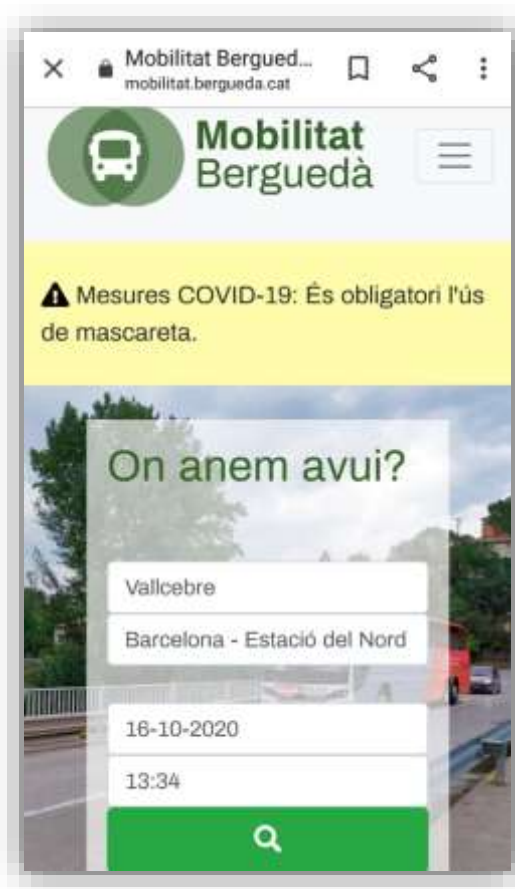 Mobilitat Bergued...
mobilitat.bergueda.cat
Mobilitat
Berguedà
Mesures COVID-19: És obligatori l'ús
de mascareta.
On anem avui?
Vallcebre
Barcelona - Estació del Nord
16-10-2020
13:34